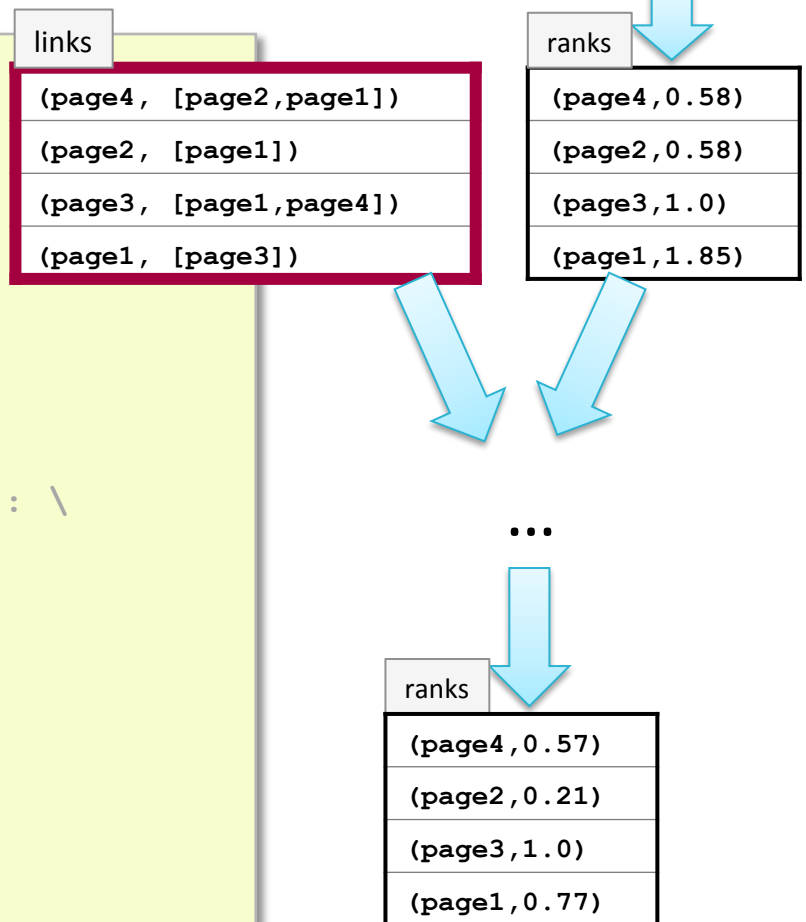 links
(page4, [page2,page1])
(page2, [page1])
(page3, [page1,page4])
(page1, [page3])
ranks
(page4,0.58)
(page2,0.58)
(page3,1.0)
(page1,1.85)
: \
...
ranks
(page4,0.57)
(page2,0.21)
(page3,1.0)
(page1,0.77)